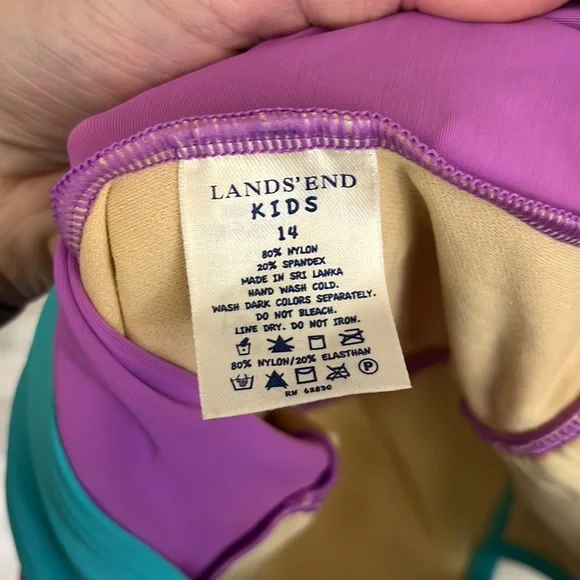 LANDS' END
KIDS
14
80% NYLON
20% SPANDEX
MADE IN SRI LANKA
HAND WASH COLD.
WASH DARK COLORS SEPARATELY.
DO NOT BLEACH.
LINE DRY. DO NOT IRON.
80% NYLON/20% ELASTHAN
P
RN 62830